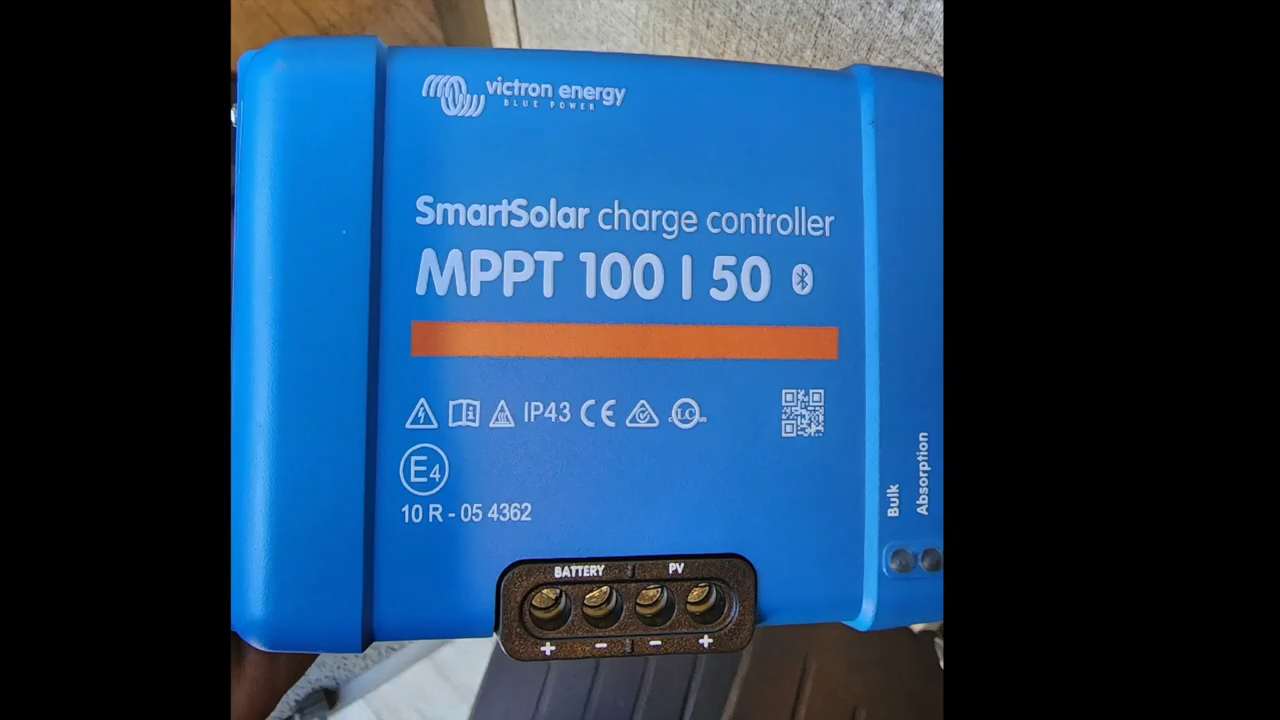 victron energy
BLUE POWER
SmartSolar charge controller
MPPT 100 | 50
IP43 CE
E4
10 R - 05 4362
Bulk
Absorption
BATTERY PV
+ − − +